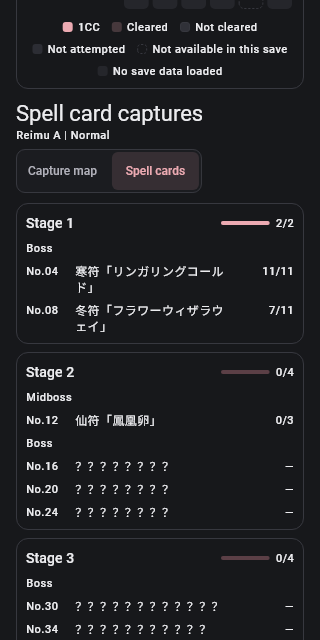 1CC Cleared Not cleared
Not attempted Not available in this save
No save data loaded
Spell card captures
Reimu A | Normal
Capture map Spell cards
Stage 1 2/2
Boss
No.04 寒符「リンガリングコール 11/11
ド」
No.08 冬符「フラワーウィザラウ 7/11
ェイ」
Stage 2 0/4
Midboss
No.12 仙符「鳳凰卵」 0/3
Boss
No.16 ？？？？？？？？ —
No.20 ？？？？？？？？ —
No.24 ？？？？？？？？ —
Stage 3 0/4
Boss
No.30 ？？？？？？？？？？？？ —
No.34 ？？？？？？？？？？？ —